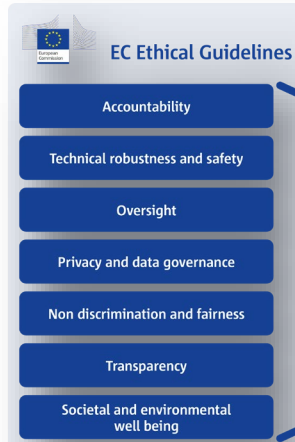 European
Commission
EC Ethical Guidelines
Accountability
Technical robustness and safety
Oversight
Privacy and data governance
Non discrimination and fairness
Transparency
Societal and environmental
well being